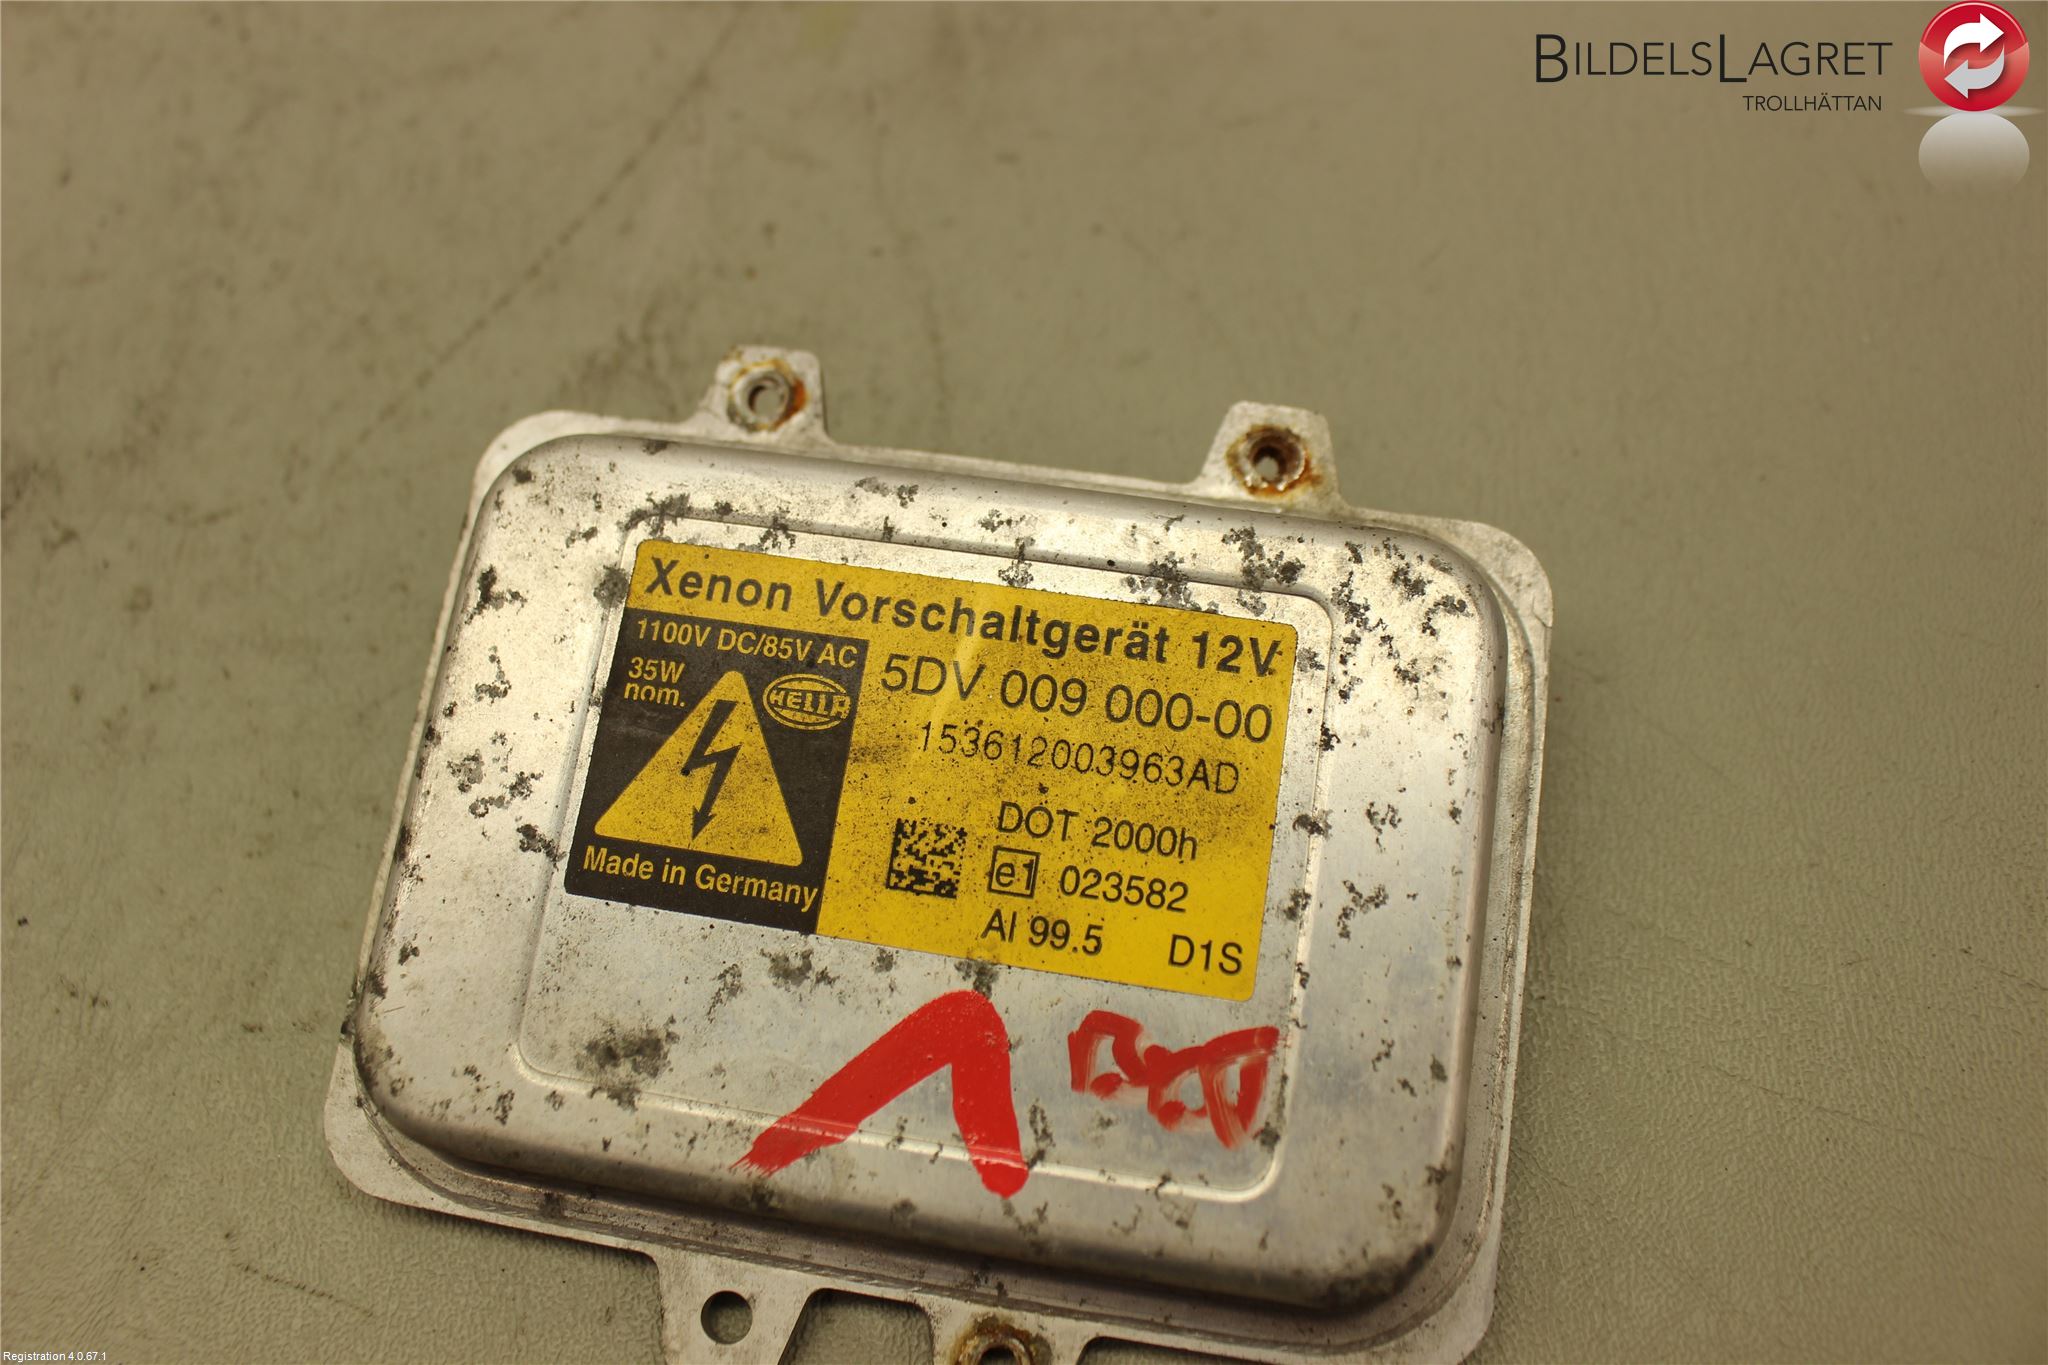 BILDELSLAGRET
TROLLHÄTTAN
Xenon Vorschaltgerät 12V
1100V DC/85V AC
35W
nom.
HELLA
5DV 009 000-00
153612003963AD
DOT 2000h
e1 023582
Al 99.5 D1S
Made in Germany
Registration 4.0.67.1